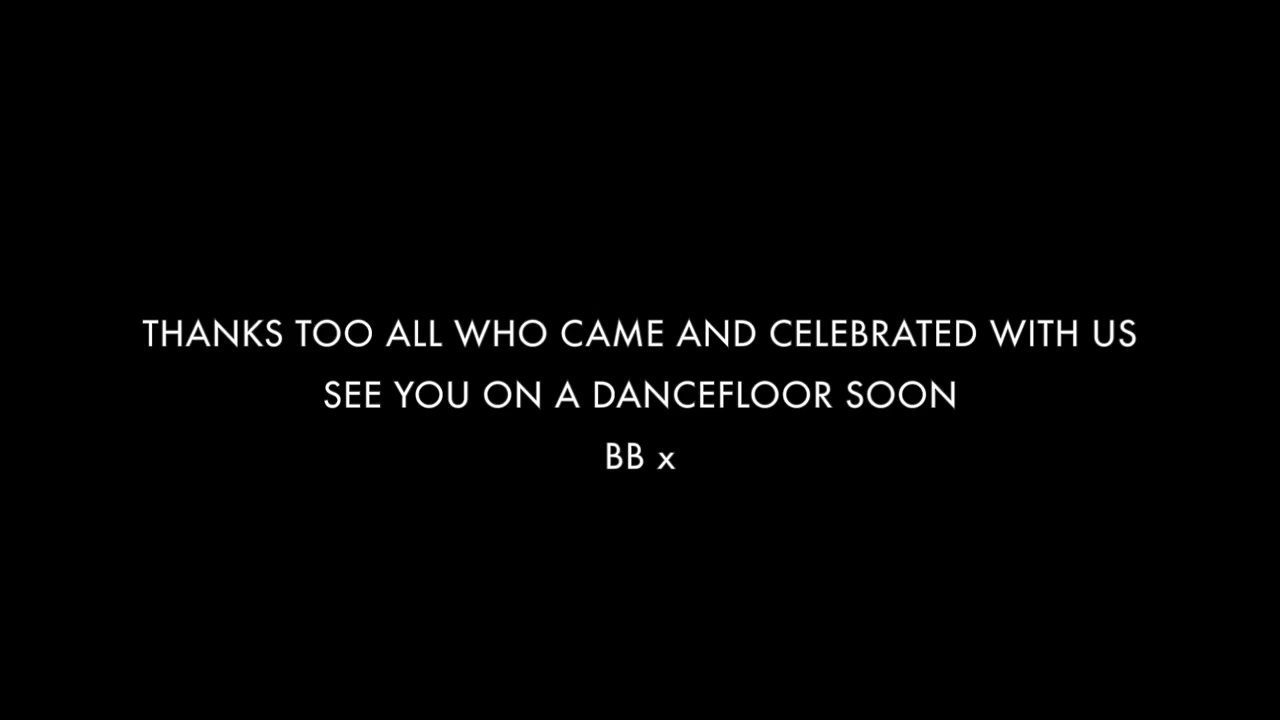 THANKS TOO ALL WHO CAME AND CELEBRATED WITH US
SEE YOU ON A DANCEFLOOR SOON
BB x